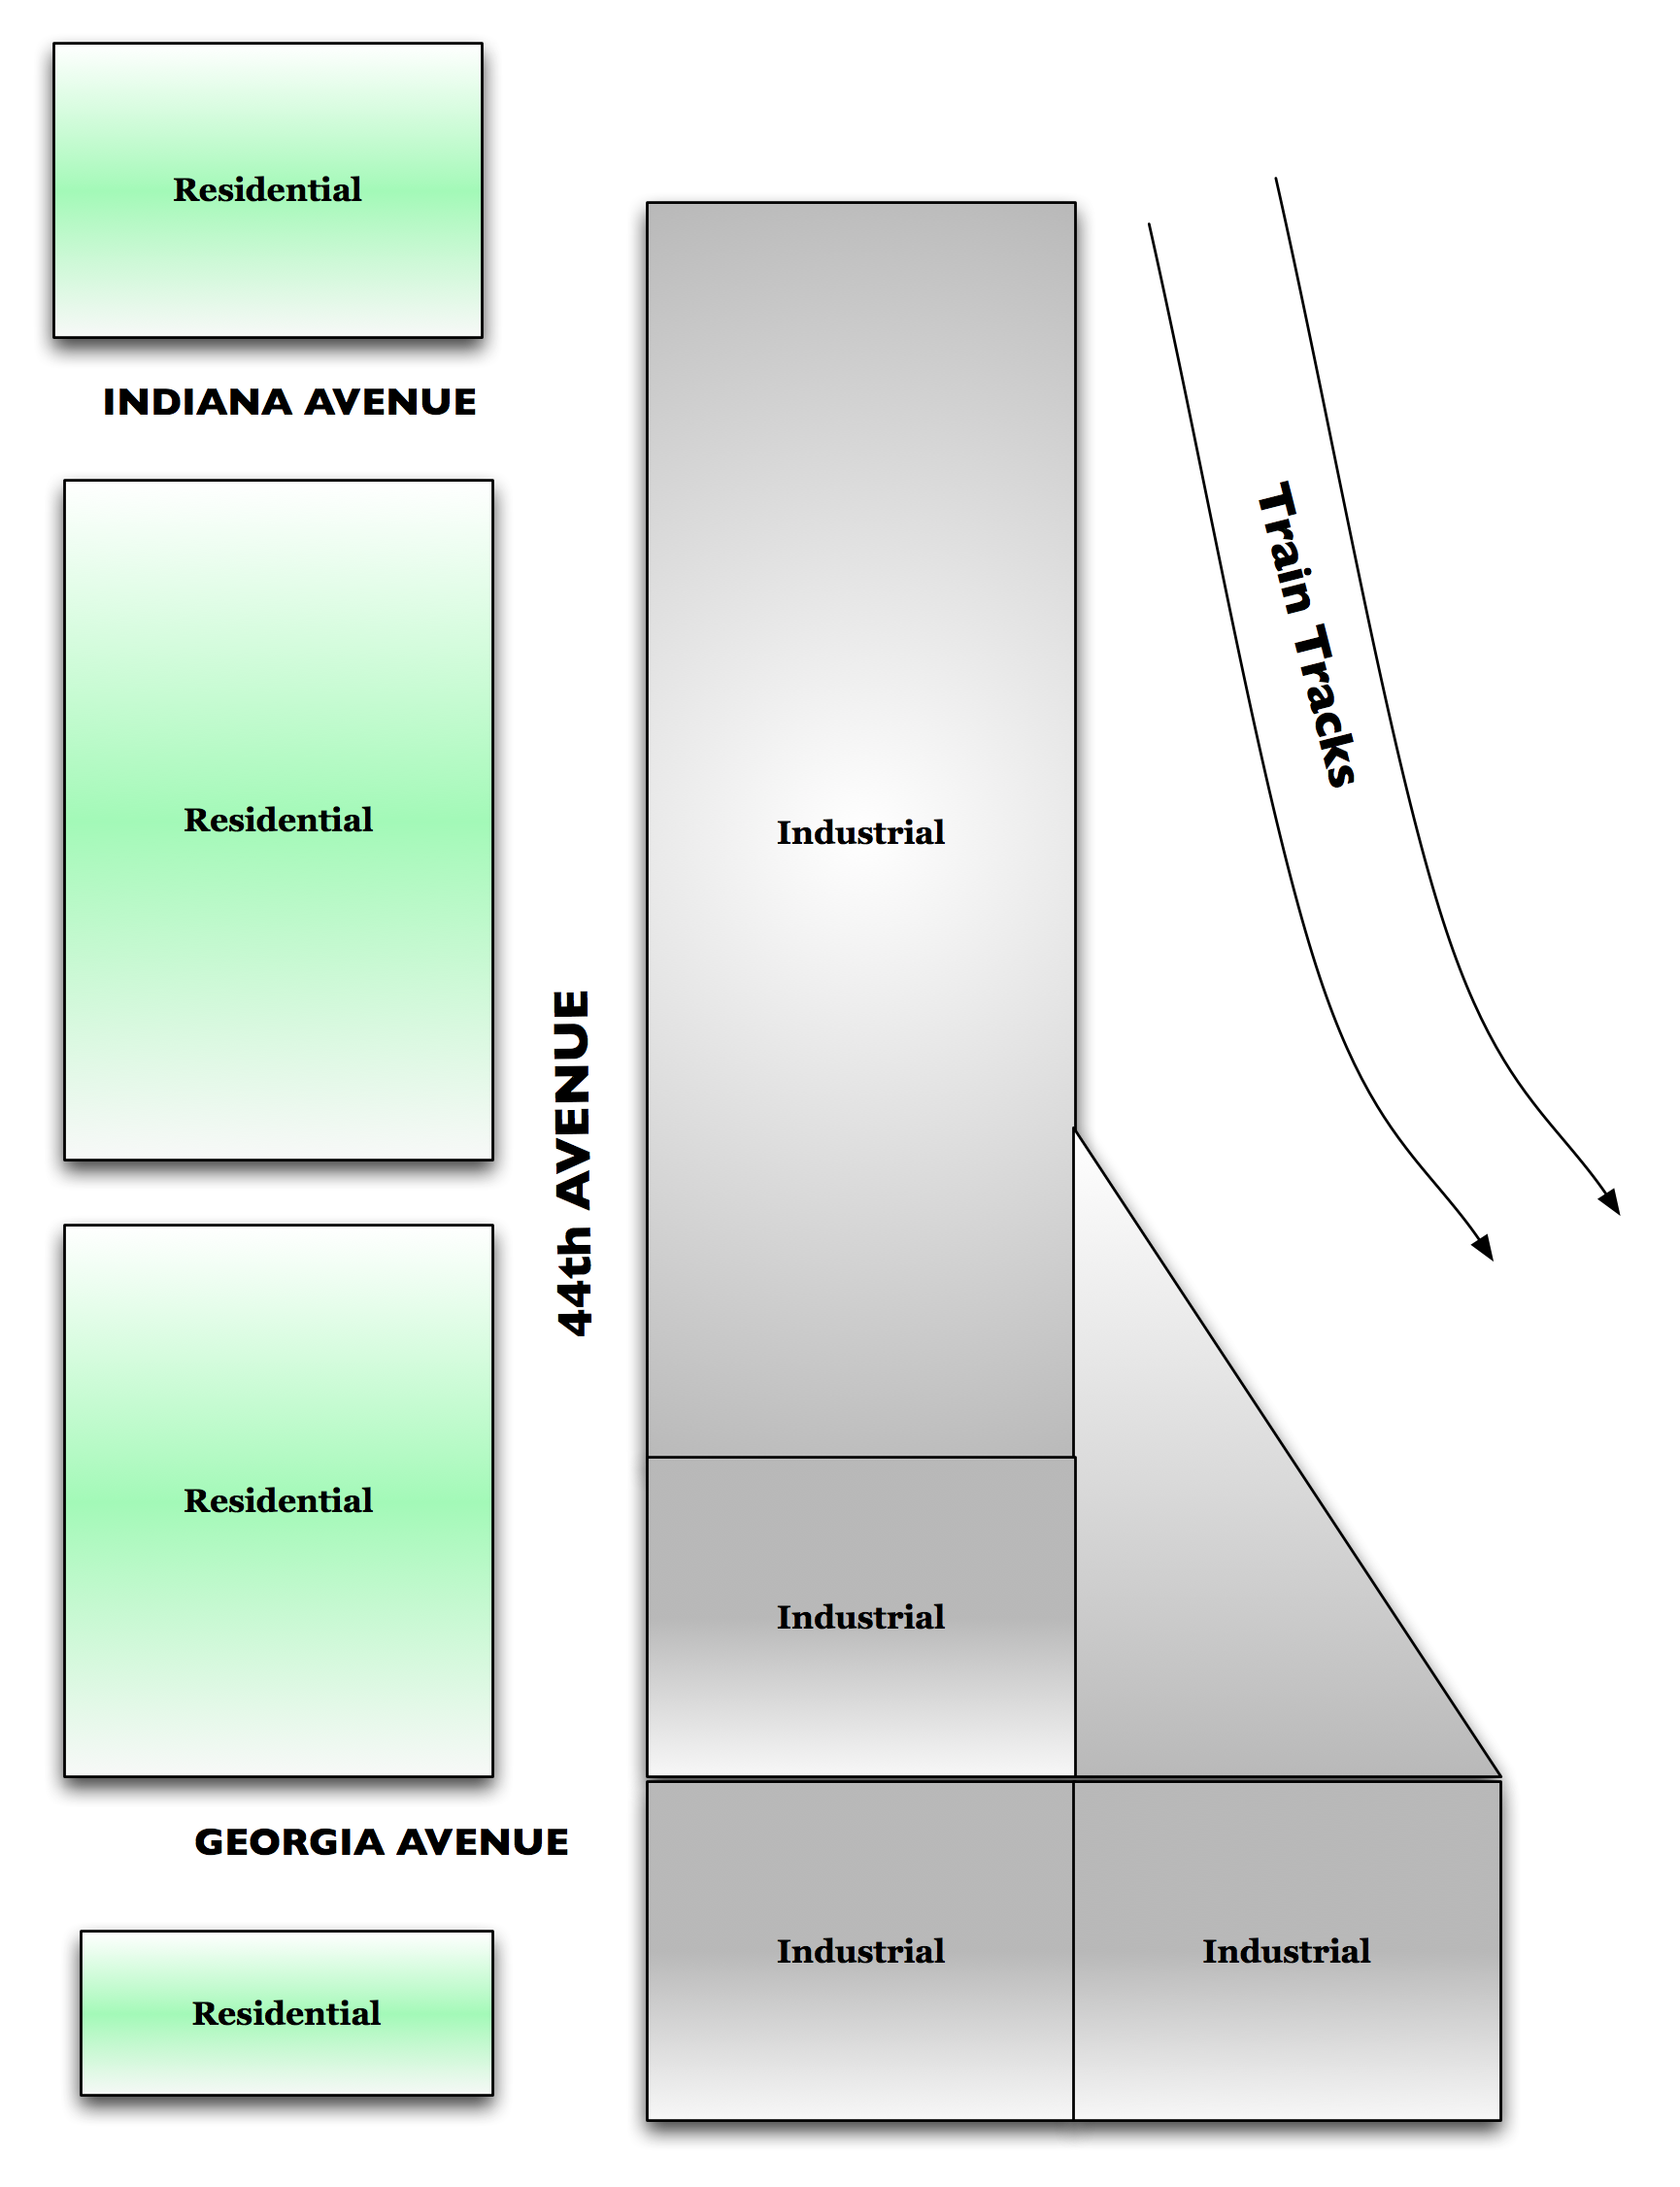 Residential
INDIANA AVENUE
Train Tracks
Residential
Industrial
44th AVENUE
Residential
Industrial
GEORGIA AVENUE
Industrial
Industrial
Residential